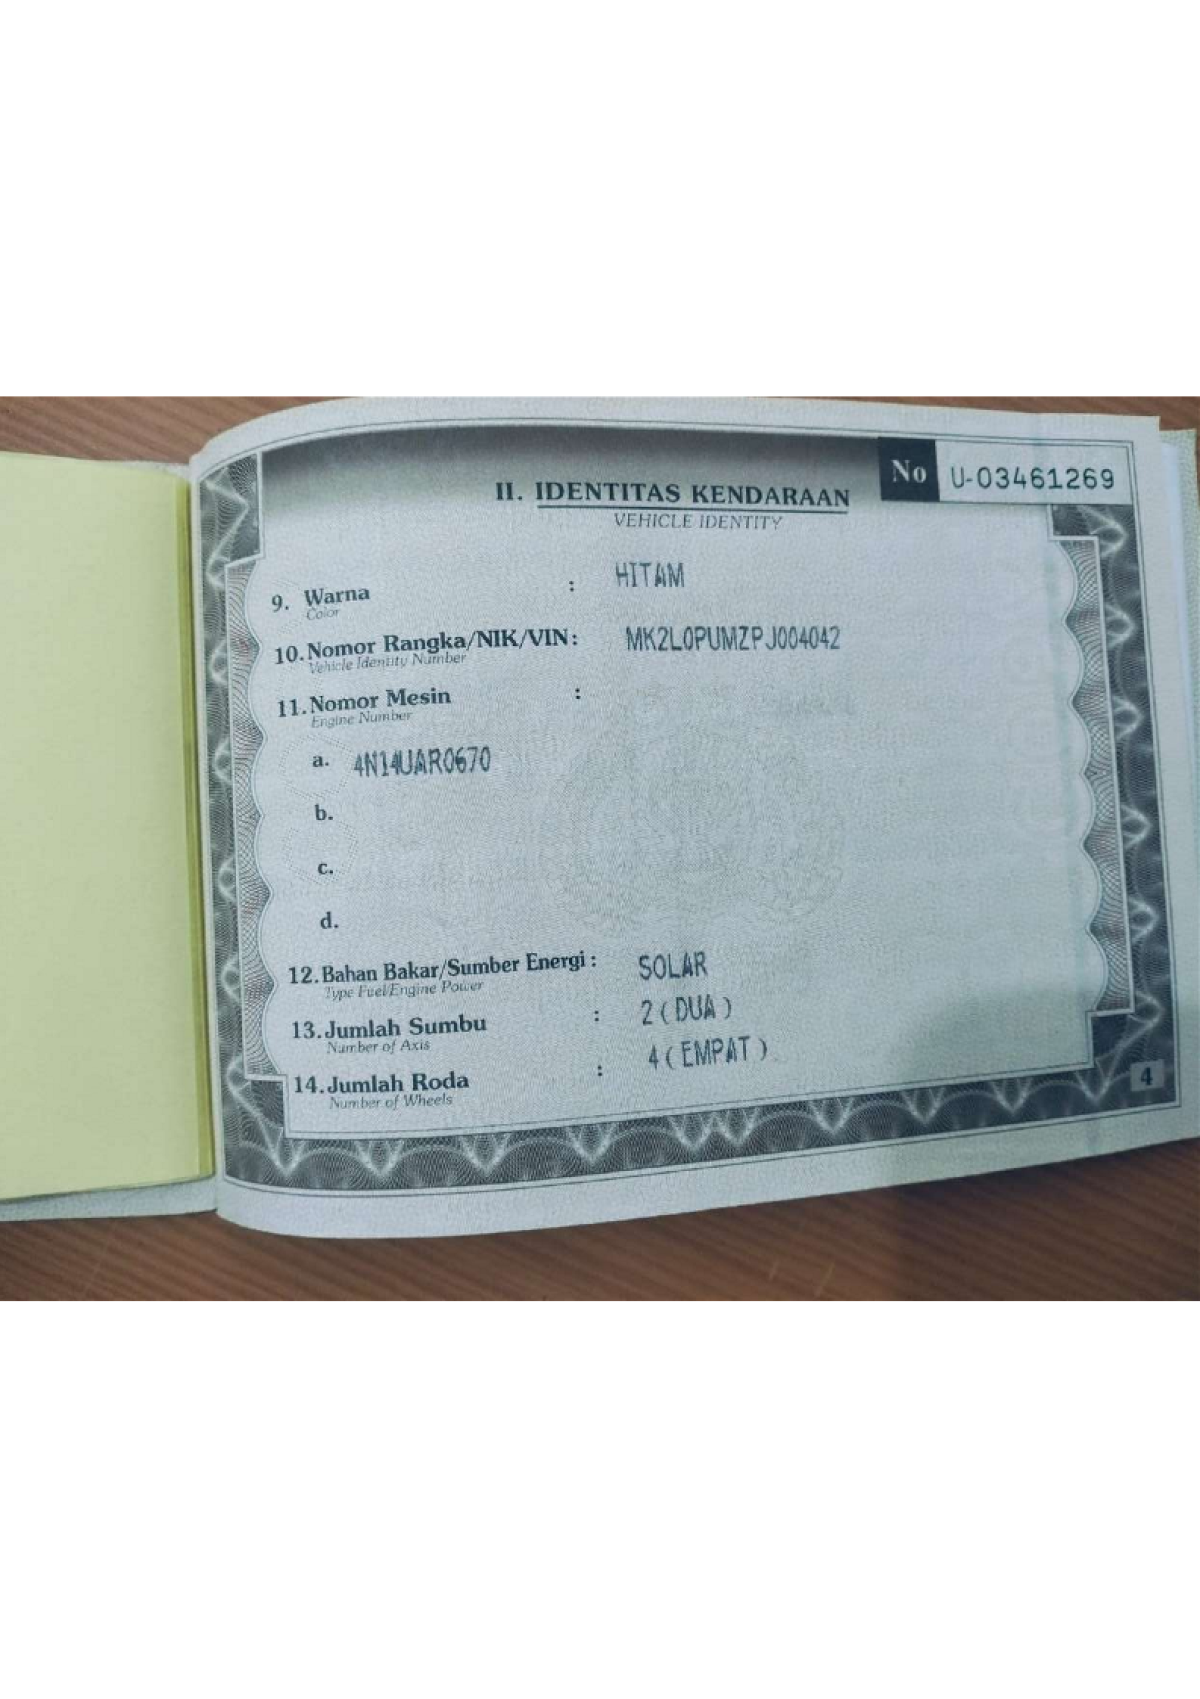 No U-03461269
II. IDENTITAS KENDARAAN
VEHICLE IDENTITY
9. Warna : HITAM
Color
10. Nomor Rangka/NIK/VIN : MK2L0PUMZPJ004042
Vehicle Identity Number
11. Nomor Mesin :
Engine Number
a. 4N14UAR0670
b.
c.
d.
12. Bahan Bakar/Sumber Energi : SOLAR
Type Fuel/Engine Power
13. Jumlah Sumbu : 2 ( DUA )
Number of Axis
14. Jumlah Roda : 4 ( EMPAT )
Number of Wheels
4